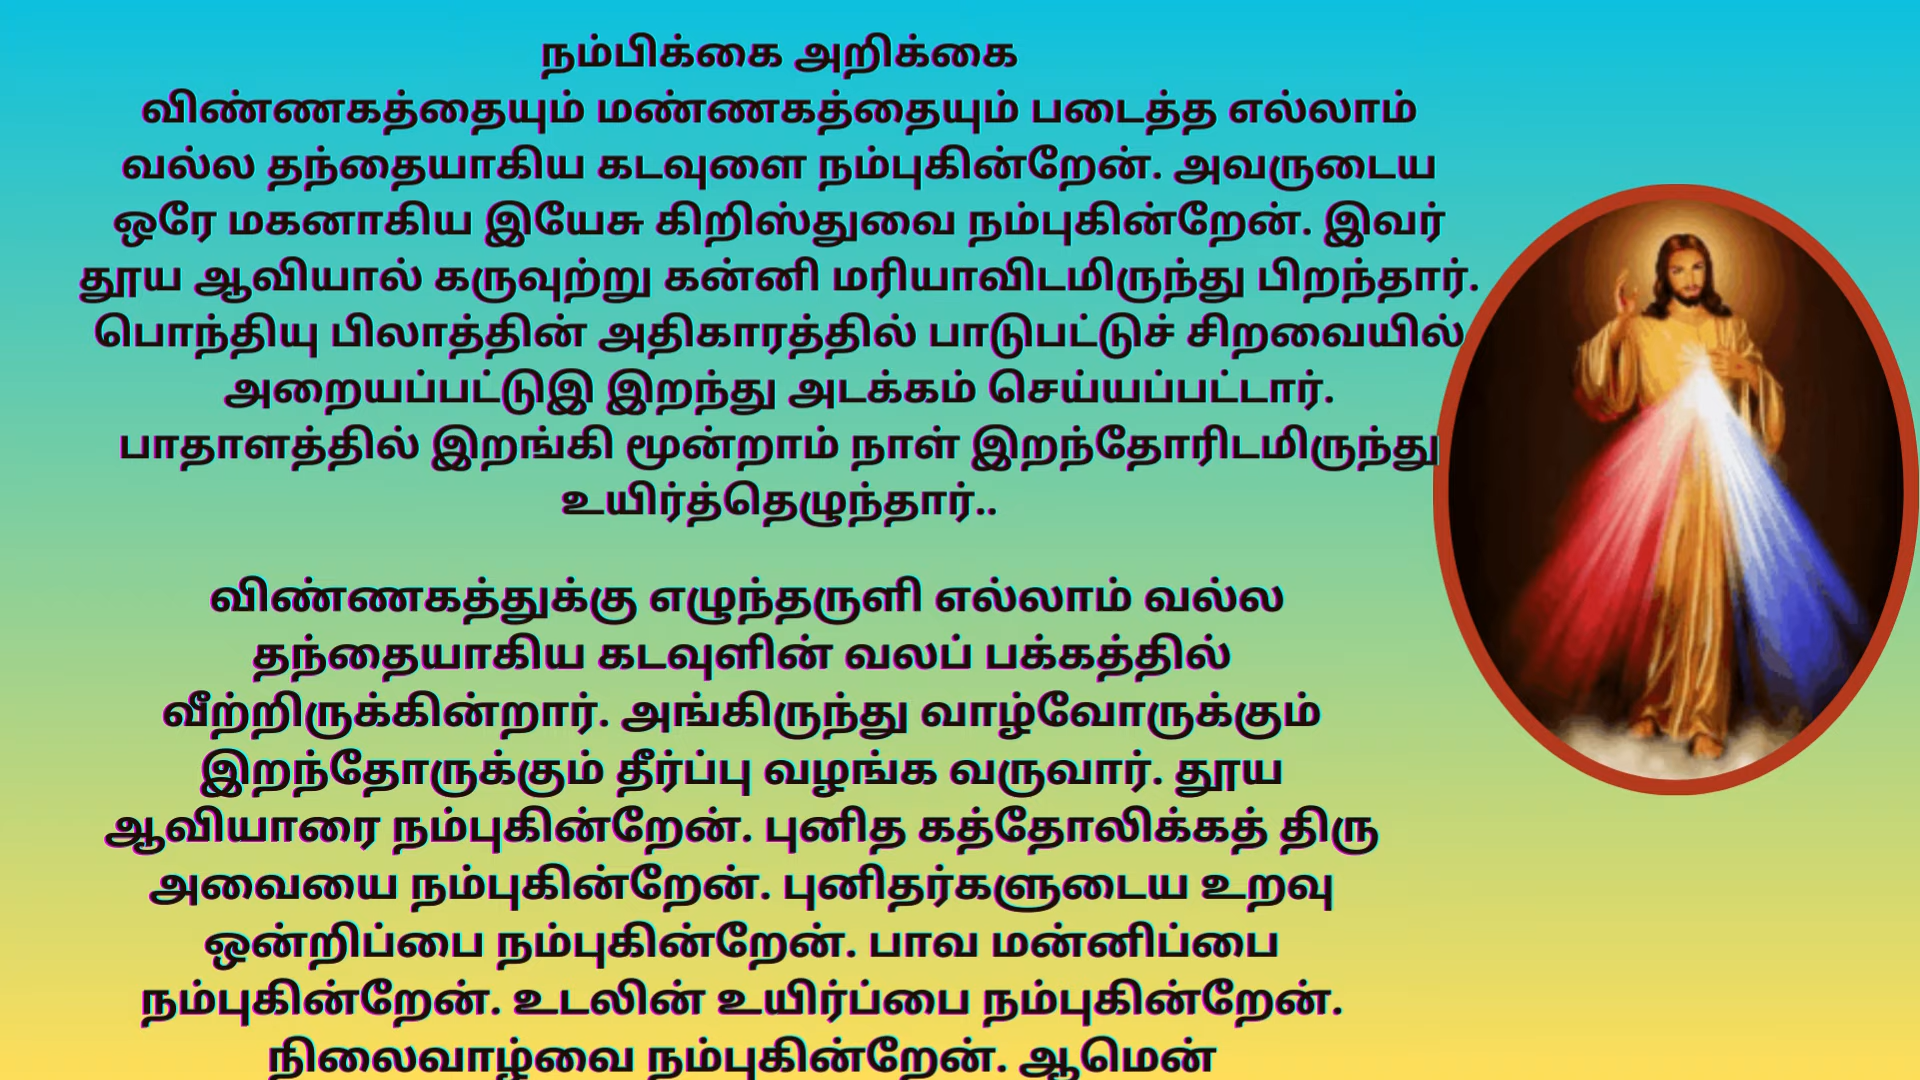 நம்பிக்கை அறிக்கை
விண்ணகத்தையும் மண்ணகத்தையும் படைத்த எல்லாம்
வல்ல தந்தையாகிய கடவுளை நம்புகின்றேன். அவருடைய
ஒரே மகனாகிய இயேசு கிறிஸ்துவை நம்புகின்றேன். இவர்
தூய ஆவியால் கருவுற்று கன்னி மரியாவிடமிருந்து பிறந்தார்.
பொந்தியு பிலாத்தின் அதிகாரத்தில் பாடுபட்டுச் சிறவையில்
அறையப்பட்டுஇ இறந்து அடக்கம் செய்யப்பட்டார்.
பாதாளத்தில் இறங்கி மூன்றாம் நாள் இறந்தோரிடமிருந்து
உயிர்த்தெழுந்தார்..
விண்ணகத்துக்கு எழுந்தருளி எல்லாம் வல்ல
தந்தையாகிய கடவுளின் வலப் பக்கத்தில்
வீற்றிருக்கின்றார். அங்கிருந்து வாழ்வோருக்கும்
இறந்தோருக்கும் தீர்ப்பு வழங்க வருவார். தூய
ஆவியாரை நம்புகின்றேன். புனித கத்தோலிக்கத் திரு
அவையை நம்புகின்றேன். புனிதர்களுடைய உறவு
ஒன்றிப்பை நம்புகின்றேன். பாவ மன்னிப்பை
நம்புகின்றேன். உடலின் உயிர்ப்பை நம்புகின்றேன்.
நிலைவாழ்வை நம்புகின்றேன். ஆமென்